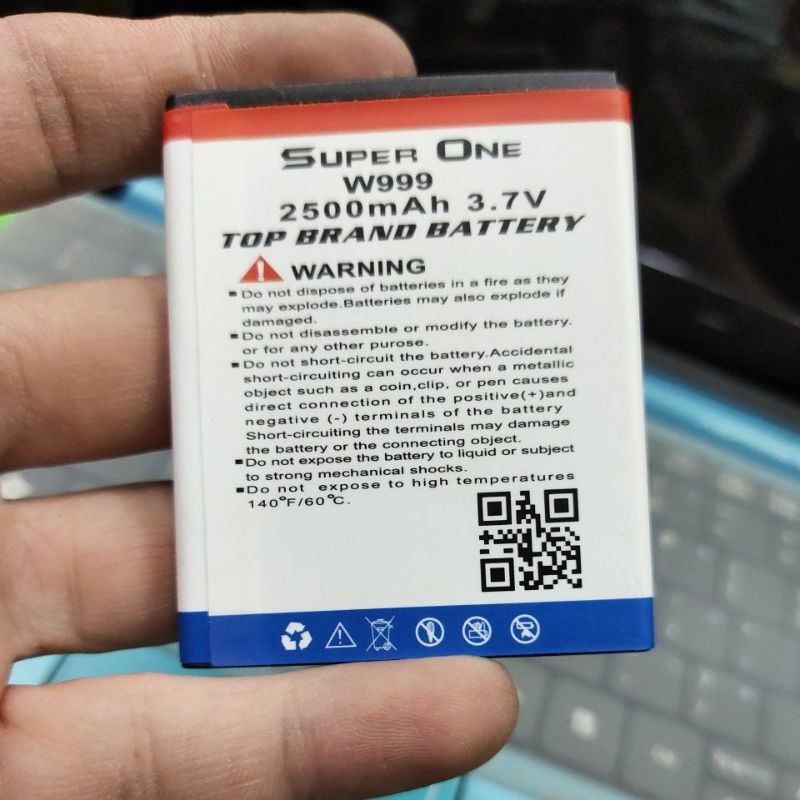 SUPER ONE
W999
2500mAh 3.7V
TOP BRAND BATTERY
WARNING
▪Do not dispose of batteries in a fire as they
may explode.Batteries may also explode if
damaged.
▪Do not disassemble or modify the battery.
or for any other purose.
▪Do not short-circuit the battery.Accidental
short-circuiting can occur when a metallic
object such as a coin,clip, or pen causes
direct connection of the positive(+)and
negative (-) terminals of the battery
Short-circuiting the terminals may damage
the battery or the connecting object.
▪Do not expose the battery to liquid or subject
to strong mechanical shocks.
▪Do not expose to high temperatures
140°F/60°C.